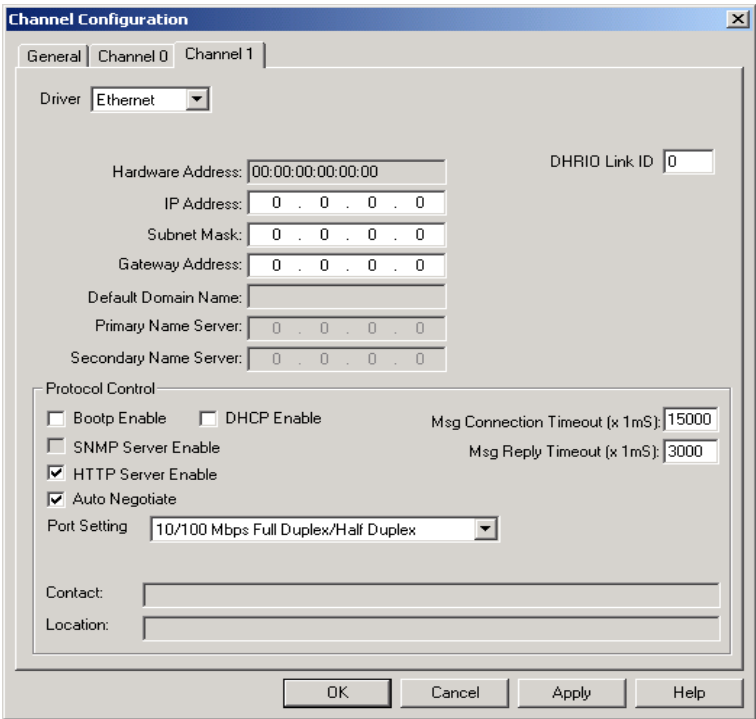 Channel Configuration
General Channel 0 Channel 1
Driver Ethernet
DHRIO Link ID 0
Hardware Address: 00:00:00:00:00:00
IP Address: 0 . 0 . 0 . 0
Subnet Mask: 0 . 0 . 0 . 0
Gateway Address: 0 . 0 . 0 . 0
Default Domain Name:
Primary Name Server: 0 . 0 . 0 . 0
Secondary Name Server: 0 . 0 . 0 . 0
Protocol Control
Bootp Enable DHCP Enable Msg Connection Timeout (x 1mS): 15000
SNMP Server Enable Msg Reply Timeout (x 1mS): 3000
HTTP Server Enable
Auto Negotiate
Port Setting 10/100 Mbps Full Duplex/Half Duplex
Contact:
Location:
OK Cancel Apply Help